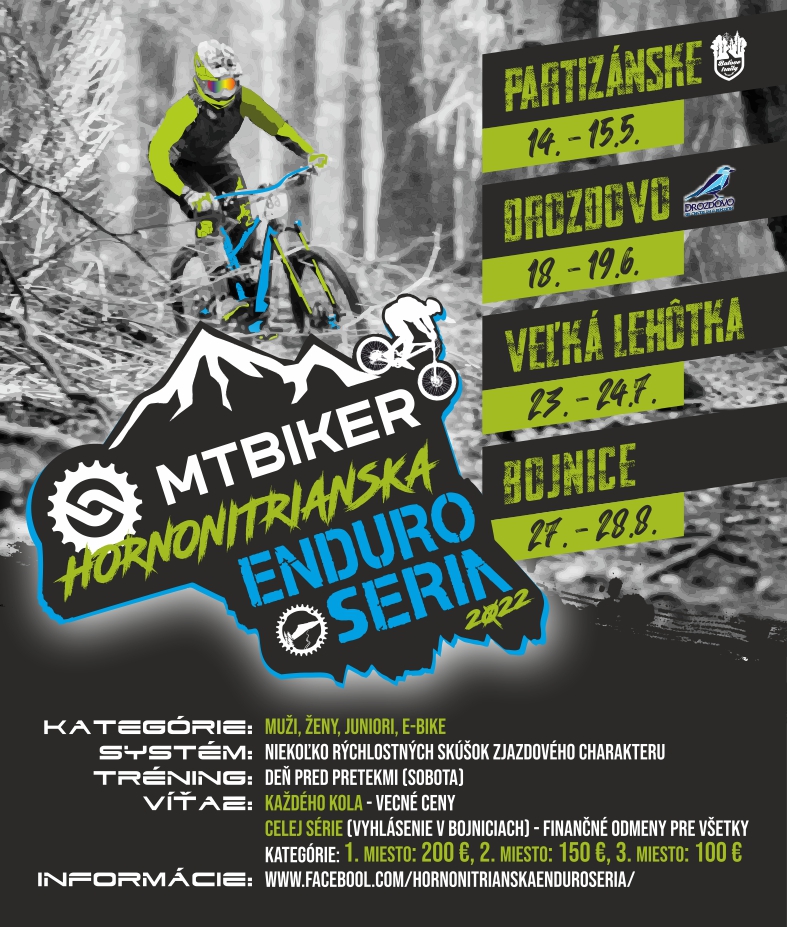 PARTIZÁNSKE
14. - 15.5.
DROZDOVO
DROZDOVO
18. - 19.6.
VEĽKÁ LEHÔTKA
23. - 24.7.
BOJNICE
27. - 28.8.
MTBIKER
HORNONITRIANSKA
ENDURO
SERIA
2022
KATEGÓRIE: MUŽI, ŽENY, JUNIORI, E-BIKE
SYSTÉM: NIEKOĽKO RÝCHLOSTNÝCH SKÚŠOK ZJAZDOVÉHO CHARAKTERU
TRÉNING: DEŇ PRED PRETEKMI (SOBOTA)
VÍŤAZ: KAŽDÉHO KOLA - VECNÉ CENY
CELEJ SÉRIE (VYHLÁSENIE V BOJNICIACH) - FINANČNÉ ODMENY PRE VŠETKY
KATEGÓRIE: 1. MIESTO: 200 €, 2. MIESTO: 150 €, 3. MIESTO: 100 €
INFORMÁCIE: WWW.FACEBOOL.COM/HORNONITRIANSKAENDUROSERIA/